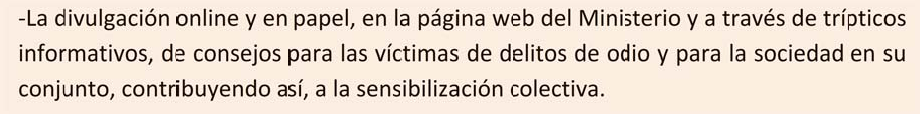 -La divulgación online y en papel, en la página web del Ministerio y a través de trípticos
informativos, de consejos para las víctimas de delitos de odio y para la sociedad en su
conjunto, contribuyendo así, a la sensibilización colectiva.